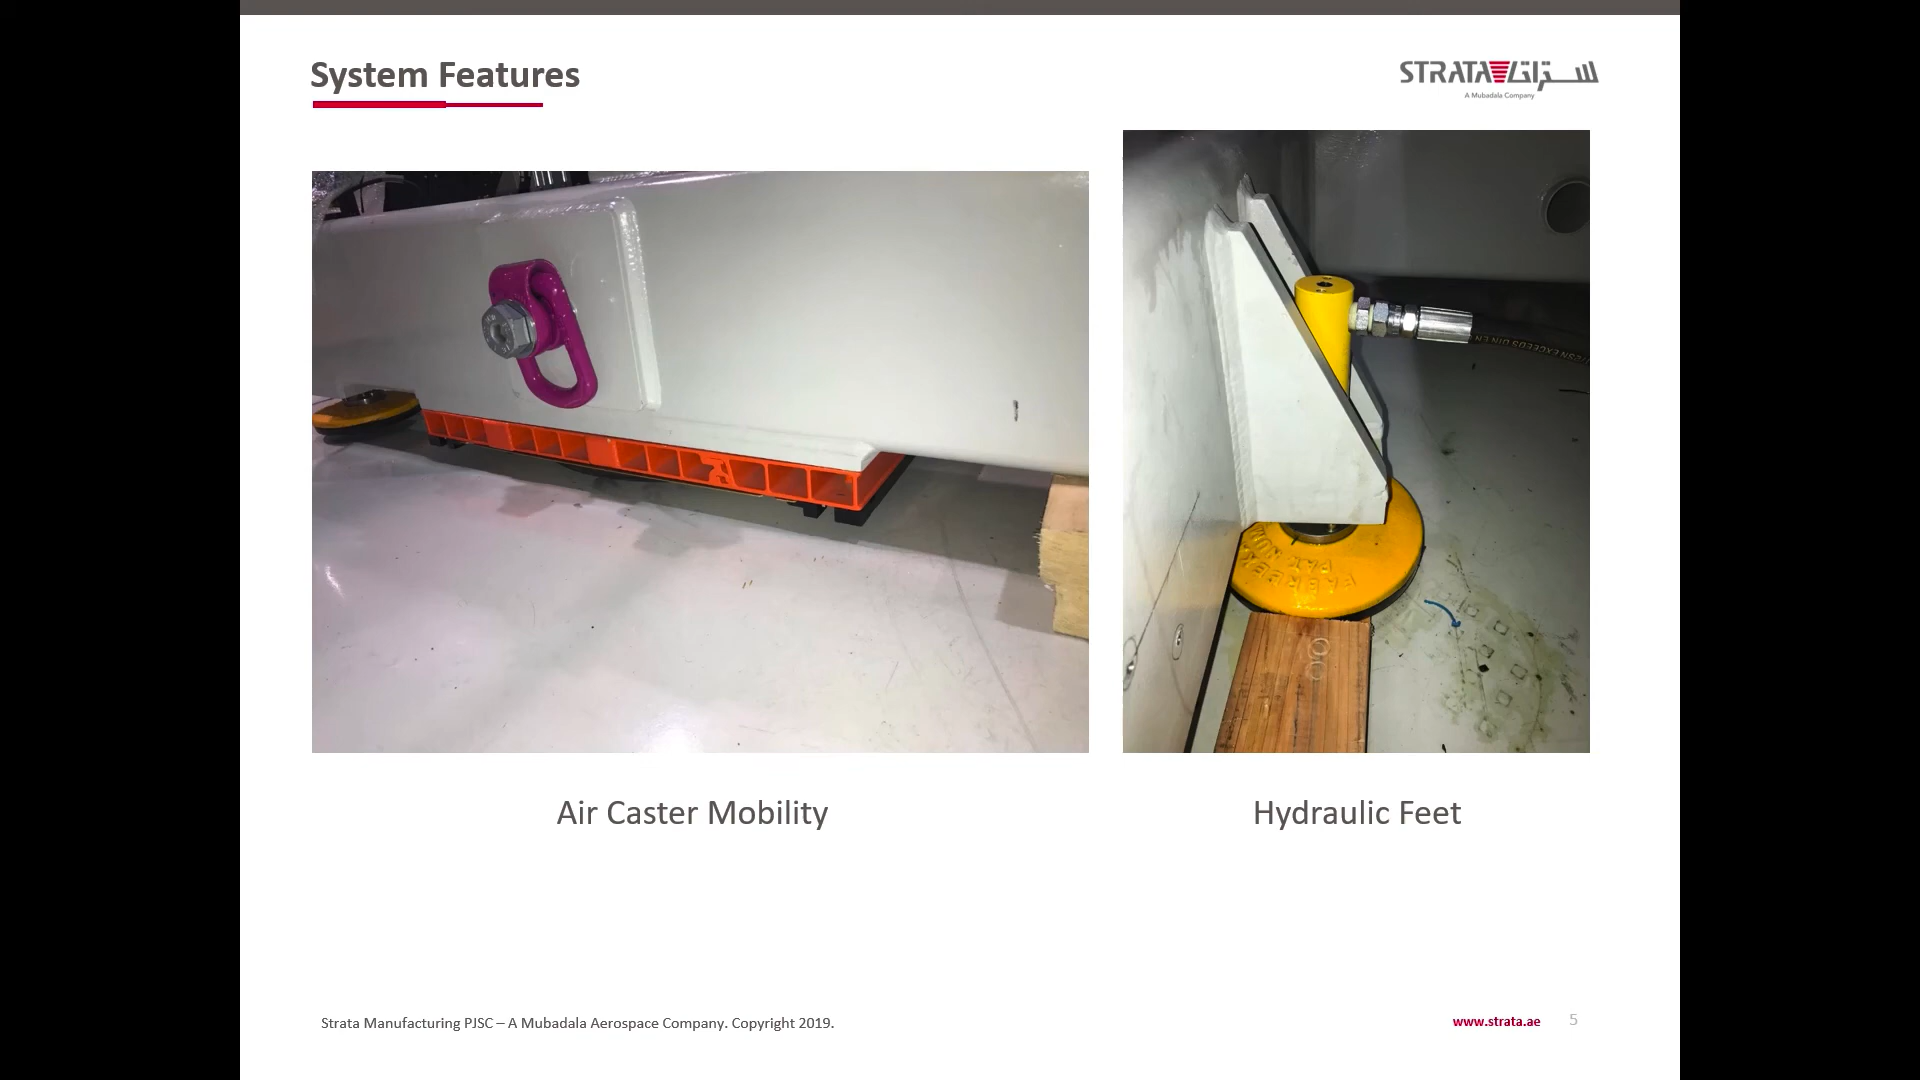 System Features
STRATA ستراتا
A Mubadala Company
Air Caster Mobility
Hydraulic Feet
Strata Manufacturing PJSC – A Mubadala Aerospace Company. Copyright 2019.
www.strata.ae
5